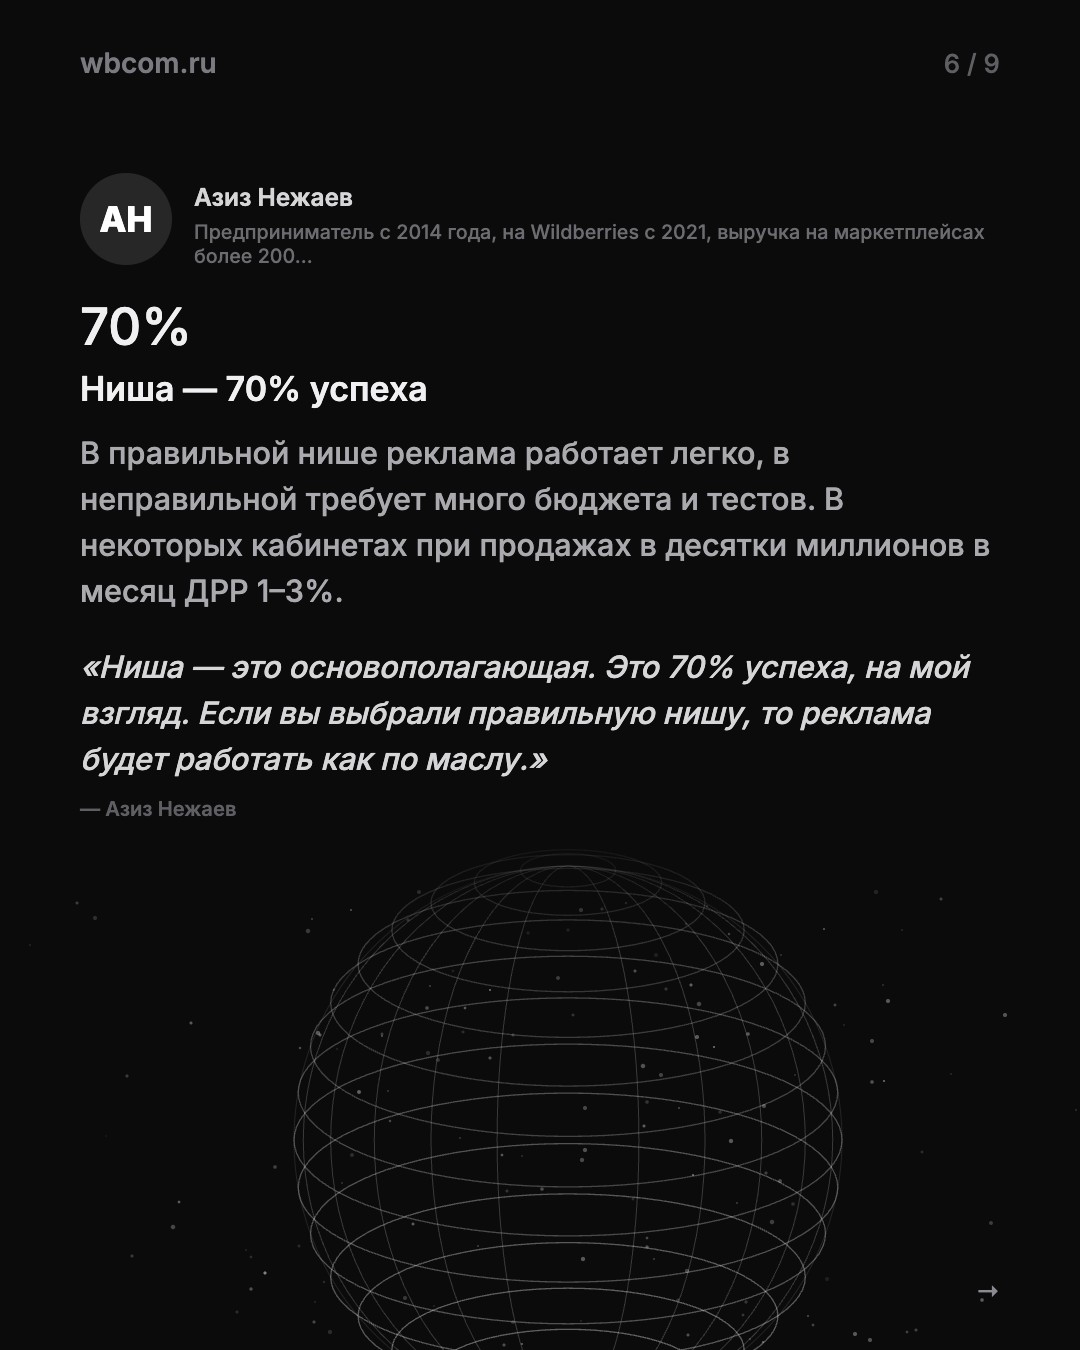 wbcom.ru
6 / 9
АН
Азиз Нежаев
Предприниматель с 2014 года, на Wildberries с 2021, выручка на маркетплейсах
более 200...
70%
Ниша — 70% успеха
В правильной нише реклама работает легко, в
неправильной требует много бюджета и тестов. В
некоторых кабинетах при продажах в десятки миллионов в
месяц ДРР 1–3%.
«Ниша — это основополагающая. Это 70% успеха, на мой
взгляд. Если вы выбрали правильную нишу, то реклама
будет работать как по маслу.»
— Азиз Нежаев
→